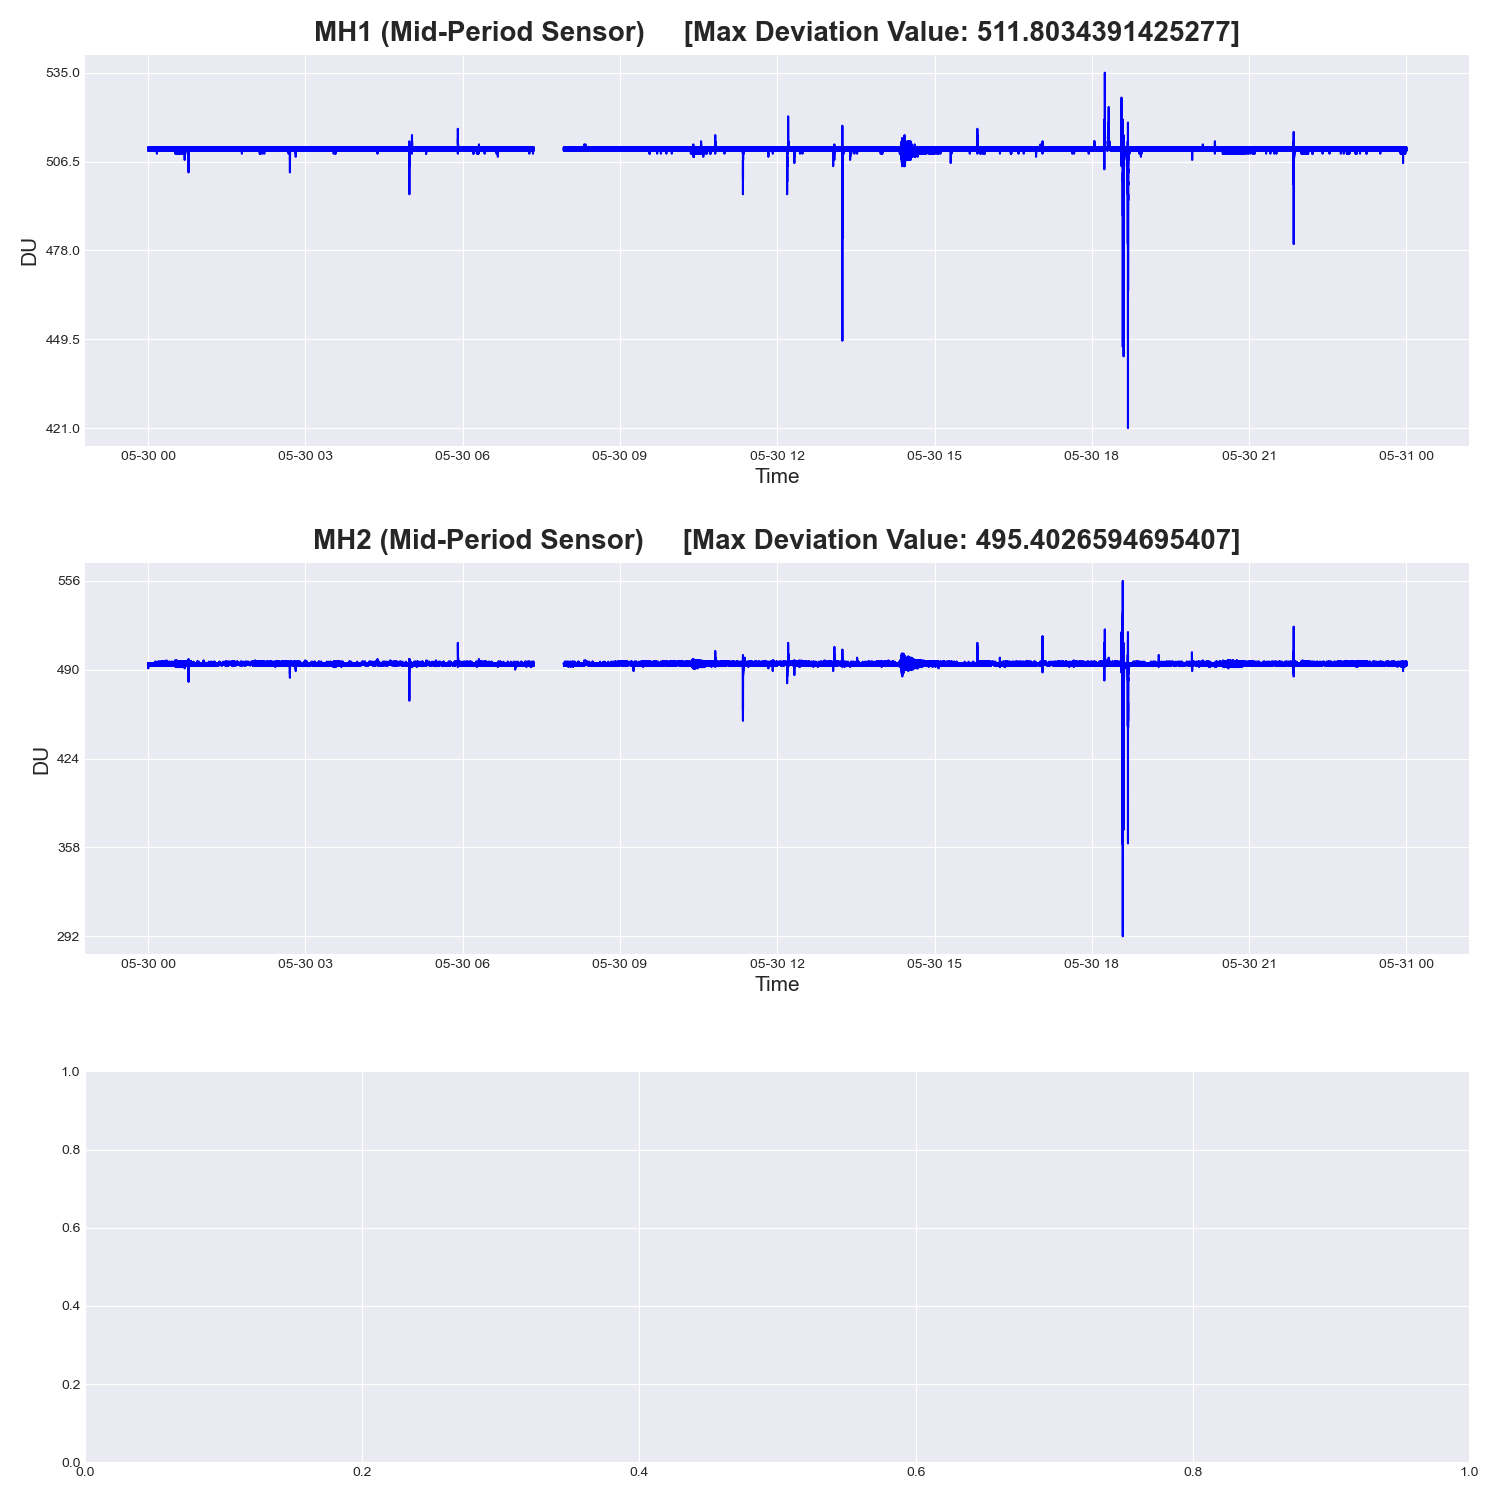 MH1 (Mid-Period Sensor) [Max Deviation Value: 511.8034391425277]
535.0
506.5
478.0
449.5
421.0
DU
05-30 00 05-30 03 05-30 06 05-30 09 05-30 12 05-30 15 05-30 18 05-30 21 05-31 00
Time
MH2 (Mid-Period Sensor) [Max Deviation Value: 495.4026594695407]
556
490
424
358
292
DU
05-30 00 05-30 03 05-30 06 05-30 09 05-30 12 05-30 15 05-30 18 05-30 21 05-31 00
Time
1.0
0.8
0.6
0.4
0.2
0.0
0.0 0.2 0.4 0.6 0.8 1.0